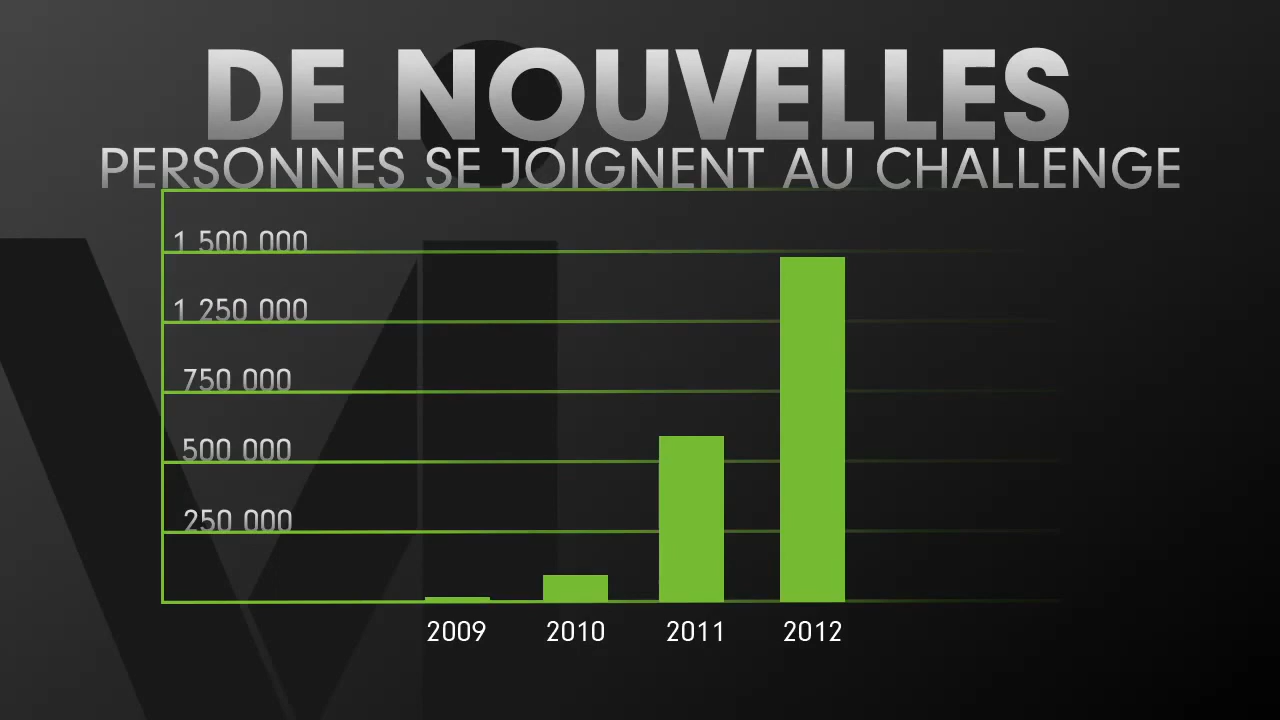 DE NOUVELLES
PERSONNES SE JOIGNENT AU CHALLENGE
1 500 000
1 250 000
750 000
500 000
250 000
2009 2010 2011 2012